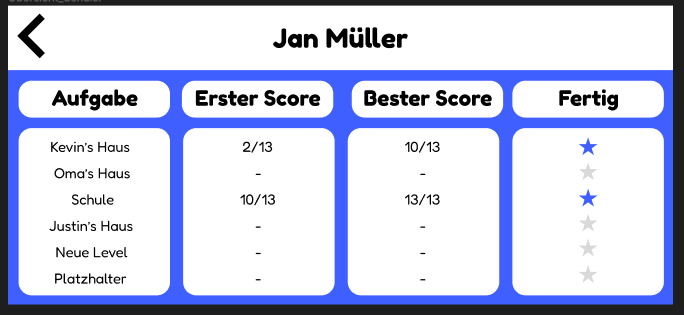 Jan Müller
Aufgabe Erster Score Bester Score Fertig
Kevin's Haus 2/13 10/13
Oma's Haus - -
Schule 10/13 13/13
Justin's Haus - -
Neue Level - -
Platzhalter - -